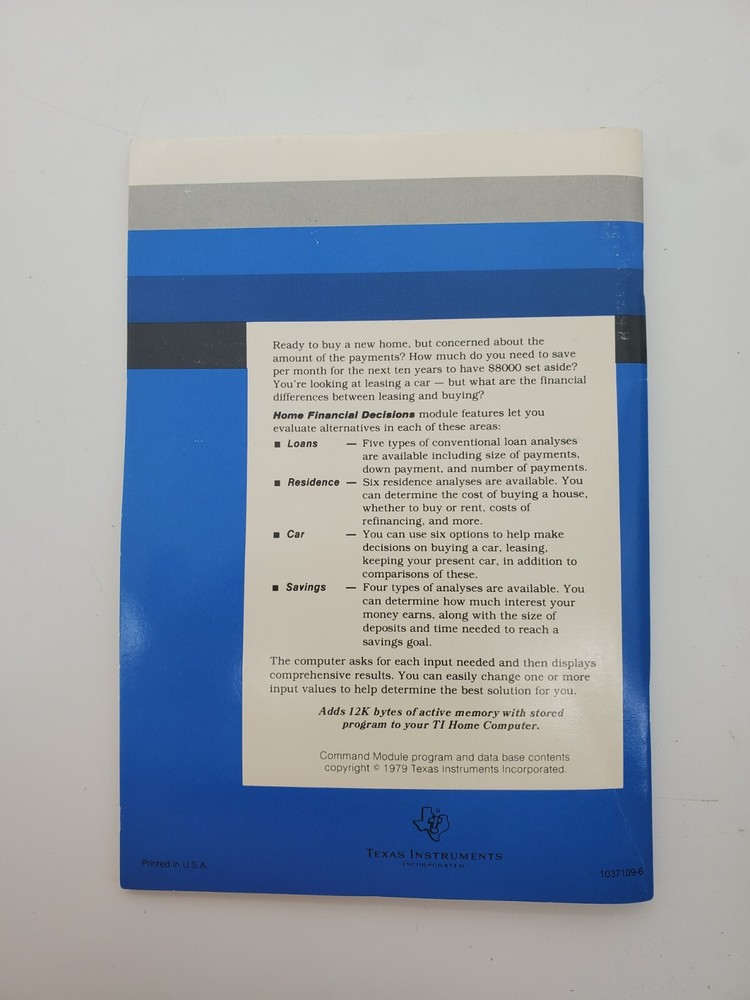 Ready to buy a new home, but concerned about the
amount of the payments? How much do you need to save
per month for the next ten years to have $8000 set aside?
You're looking at leasing a car — but what are the financial
differences between leasing and buying?
Home Financial Decisions module features let you
evaluate alternatives in each of these areas:
■ Loans — Five types of conventional loan analyses
are available including size of payments,
down payment, and number of payments.
■ Residence — Six residence analyses are available. You
can determine the cost of buying a house,
whether to buy or rent, costs of
refinancing, and more.
■ Car — You can use six options to help make
decisions on buying a car, leasing,
keeping your present car, in addition to
comparisons of these.
■ Savings — Four types of analyses are available. You
can determine how much interest your
money earns, along with the size of
deposits and time needed to reach a
savings goal.
The computer asks for each input needed and then displays
comprehensive results. You can easily change one or more
input values to help determine the best solution for you.
Adds 12K bytes of active memory with stored
program to your TI Home Computer.
Command Module program and data base contents
copyright © 1979 Texas Instruments Incorporated.
TEXAS INSTRUMENTS
INCORPORATED
Printed in U.S.A.
1037109-6